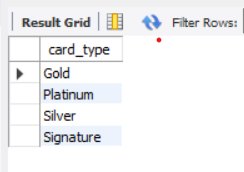 Result Grid Filter Rows:
card_type
Gold
Platinum
Silver
Signature